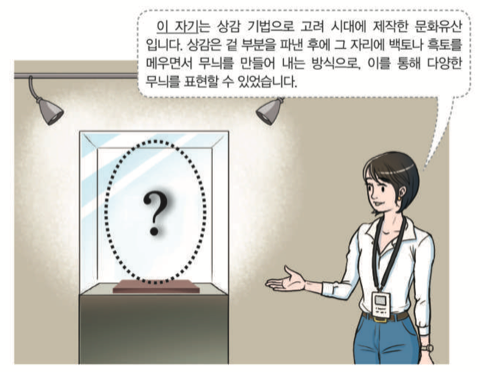 이 자기는 상감 기법으로 고려 시대에 제작한 문화유산
입니다. 상감은 겉 부분을 파낸 후에 그 자리에 백토나 흑토를
메우면서 무늬를 만들어 내는 방식으로, 이를 통해 다양한
무늬를 표현할 수 있었습니다.
?